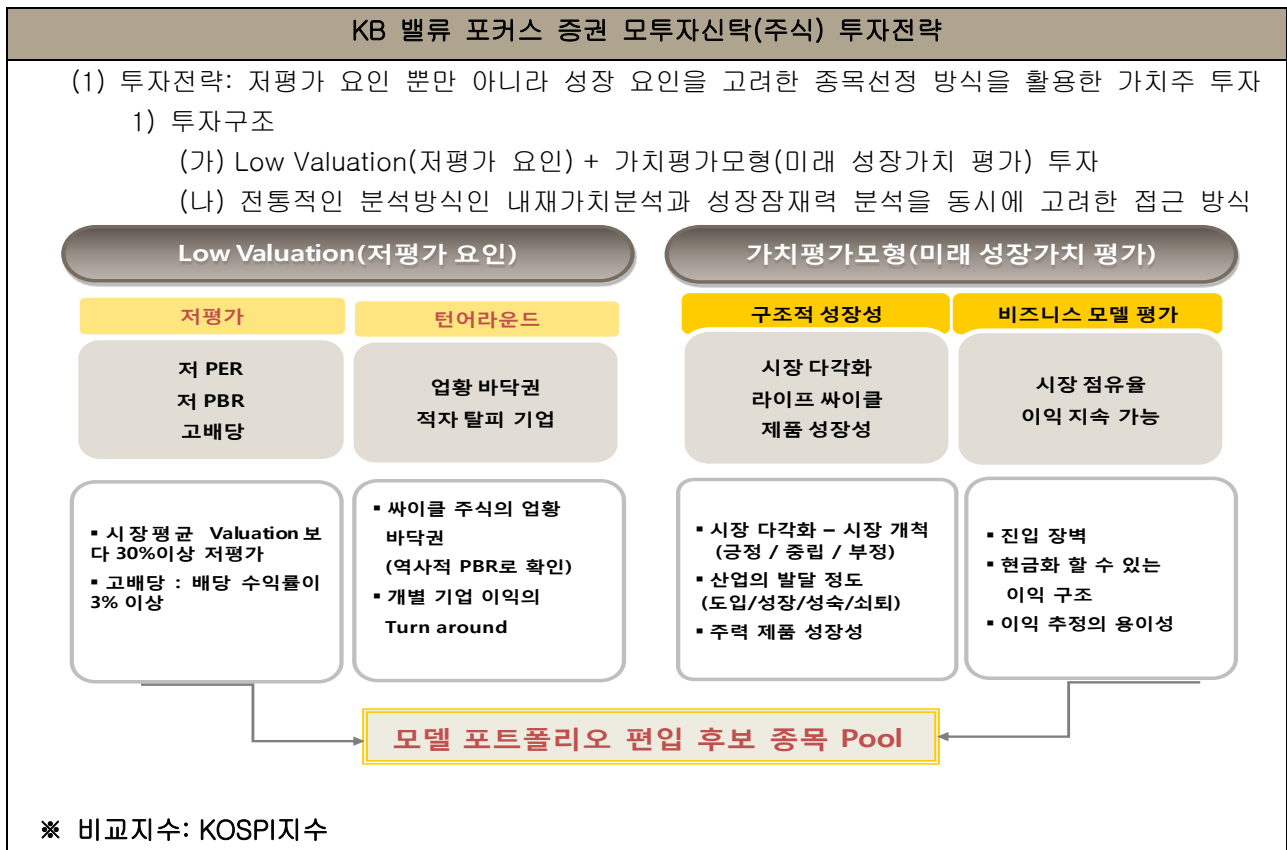 KB 밸류 포커스 증권 모투자신탁(주식) 투자전략
(1) 투자전략: 저평가 요인 뿐만 아니라 성장 요인을 고려한 종목선정 방식을 활용한 가치주 투자
1) 투자구조
(가) Low Valuation(저평가 요인) + 가치평가모형(미래 성장가치 평가) 투자
(나) 전통적인 분석방식인 내재가치분석과 성장잠재력 분석을 동시에 고려한 접근 방식
Low Valuation(저평가 요인)
저평가
저 PER
저 PBR
고배당
▪ 시장평균 Valuation 보
다 30%이상 저평가
▪ 고배당 : 배당 수익률이
3% 이상
턴어라운드
업황 바닥권
적자 탈피 기업
▪ 싸이클 주식의 업황
바닥권
(역사적 PBR로 확인)
▪ 개별 기업 이익의
Turn around
가치평가모형(미래 성장가치 평가)
구조적 성장성
시장 다각화
라이프 싸이클
제품 성장성
▪ 시장 다각화 – 시장 개척
(긍정 / 중립 / 부정)
▪ 산업의 발달 정도
(도입/성장/성숙/쇠퇴)
▪ 주력 제품 성장성
비즈니스 모델 평가
시장 점유율
이익 지속 가능
▪ 진입 장벽
▪ 현금화 할 수 있는
이익 구조
▪ 이익 추정의 용이성
모델 포트폴리오 편입 후보 종목 Pool
※ 비교지수: KOSPI지수